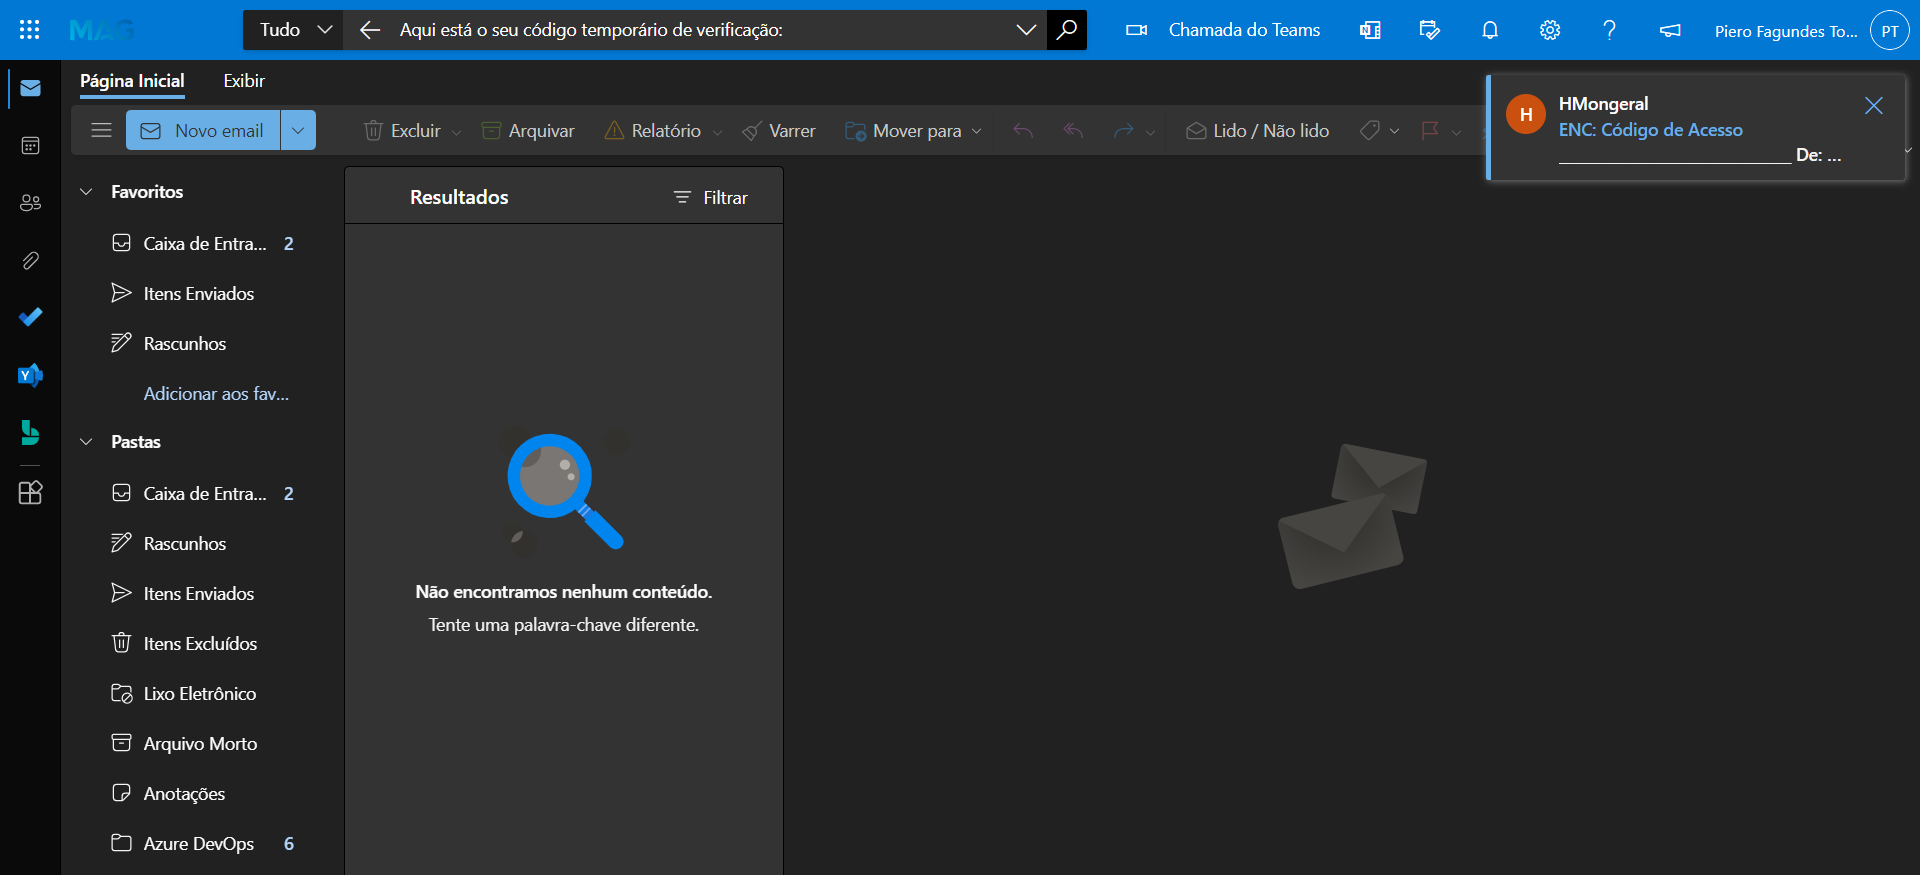 MAG
Tudo
Aqui está o seu código temporário de verificação:
Chamada do Teams
Piero Fagundes To...
PT
Página Inicial
Exibir
Novo email
Excluir
Arquivar
Relatório
Varrer
Mover para
Lido / Não lido
H
HMongeral
ENC: Código de Acesso
De: ...
Favoritos
Caixa de Entra... 2
Itens Enviados
Rascunhos
Adicionar aos fav...
Pastas
Caixa de Entra... 2
Rascunhos
Itens Enviados
Itens Excluídos
Lixo Eletrônico
Arquivo Morto
Anotações
Azure DevOps 6
Resultados
Filtrar
Não encontramos nenhum conteúdo.
Tente uma palavra-chave diferente.